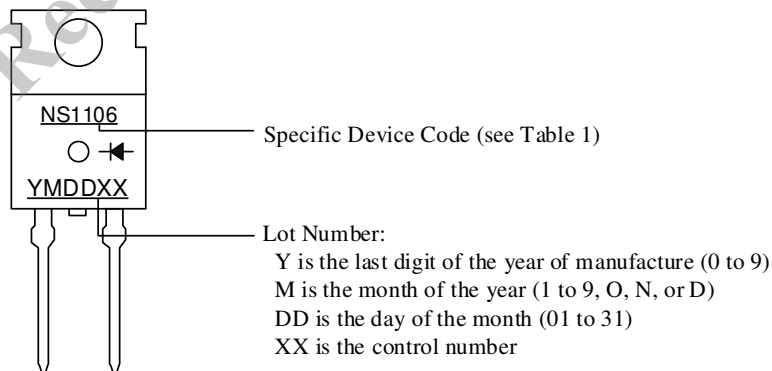 NS1106
Specific Device Code (see Table 1)
YMDDXX
Lot Number:
Y is the last digit of the year of manufacture (0 to 9)
M is the month of the year (1 to 9, O, N, or D)
DD is the day of the month (01 to 31)
XX is the control number